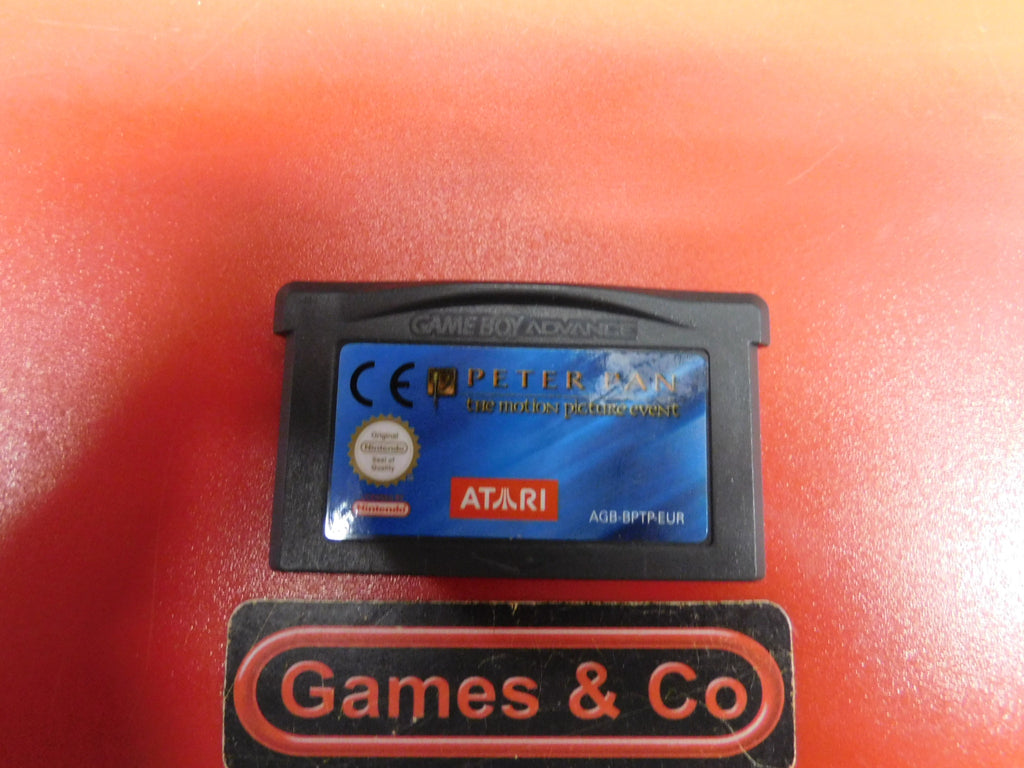 GAME BOY ADVANCE
CE
PETER PAN
the motion picture event
Original
Nintendo
Seal of
Quality
Nintendo
ATARI
AGB-BPTP-EUR
Games & Co